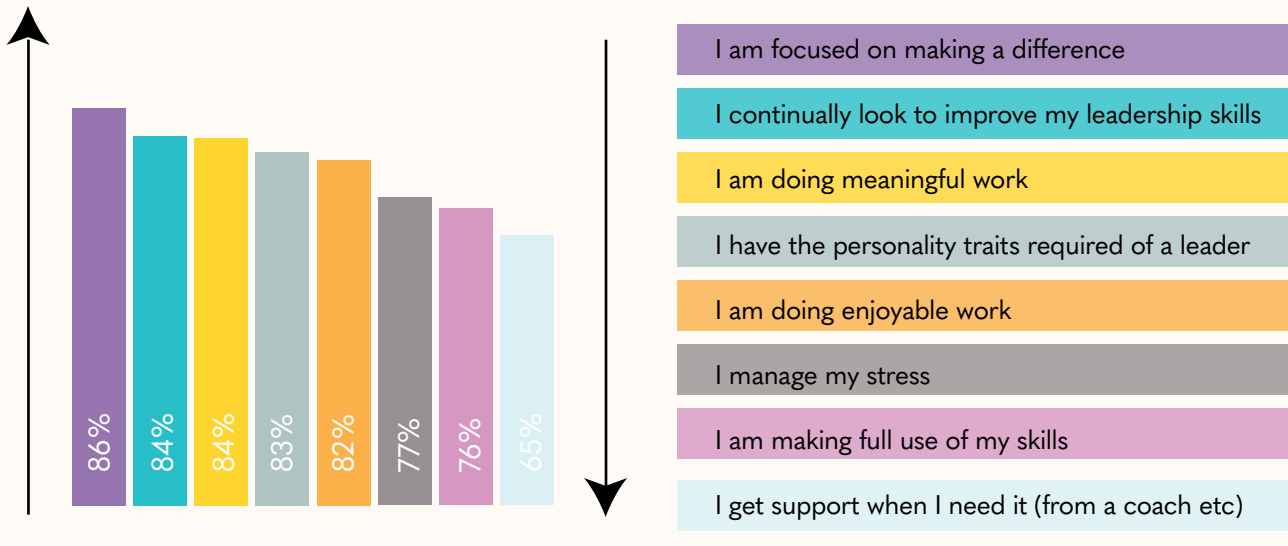 86%
84%
84%
83%
82%
77%
76%
65%
I am focused on making a difference
I continually look to improve my leadership skills
I am doing meaningful work
I have the personality traits required of a leader
I am doing enjoyable work
I manage my stress
I am making full use of my skills
I get support when I need it (from a coach etc)